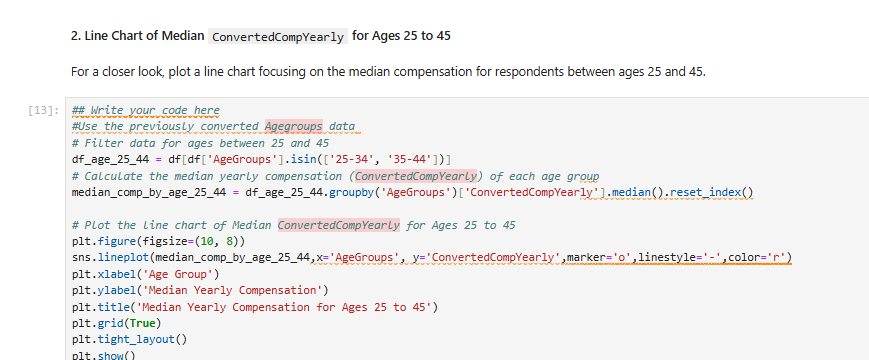 2. Line Chart of Median ConvertedCompYearly for Ages 25 to 45
For a closer look, plot a line chart focusing on the median compensation for respondents between ages 25 and 45.
[13]: ## Write your code here
#Use the previously converted Agegroups data
# Filter data for ages between 25 and 45
df_age_25_44 = df[df['AgeGroups'].isin(['25-34', '35-44'])]
# Calculate the median yearly compensation (ConvertedCompYearly) of each age group
median_comp_by_age_25_44 = df_age_25_44.groupby('AgeGroups')['ConvertedCompYearly'].median().reset_index()
# Plot the line chart of Median ConvertedCompYearly for Ages 25 to 45
plt.figure(figsize=(10, 8))
sns.lineplot(median_comp_by_age_25_44,x='AgeGroups', y='ConvertedCompYearly',marker='o',linestyle='-',color='r')
plt.xlabel('Age Group')
plt.ylabel('Median Yearly Compensation')
plt.title('Median Yearly Compensation for Ages 25 to 45')
plt.grid(True)
plt.tight_layout()
plt.show()